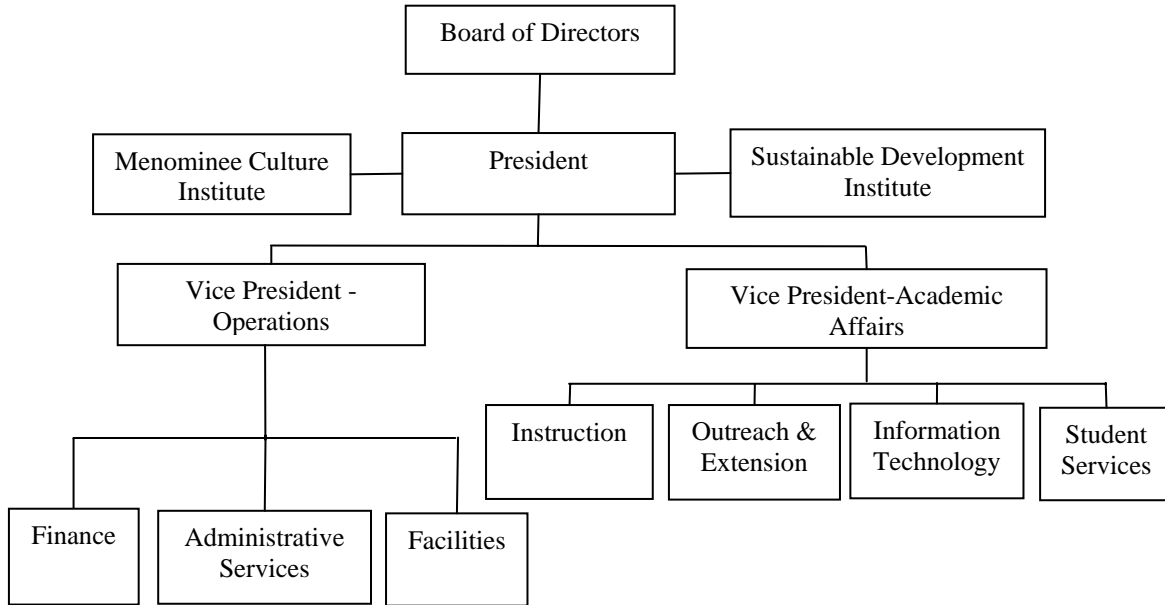 Board of Directors
Menominee Culture
Institute
President
Sustainable Development
Institute
Vice President -
Operations
Vice President-Academic
Affairs
Instruction
Outreach &
Extension
Information
Technology
Student
Services
Finance
Administrative
Services
Facilities